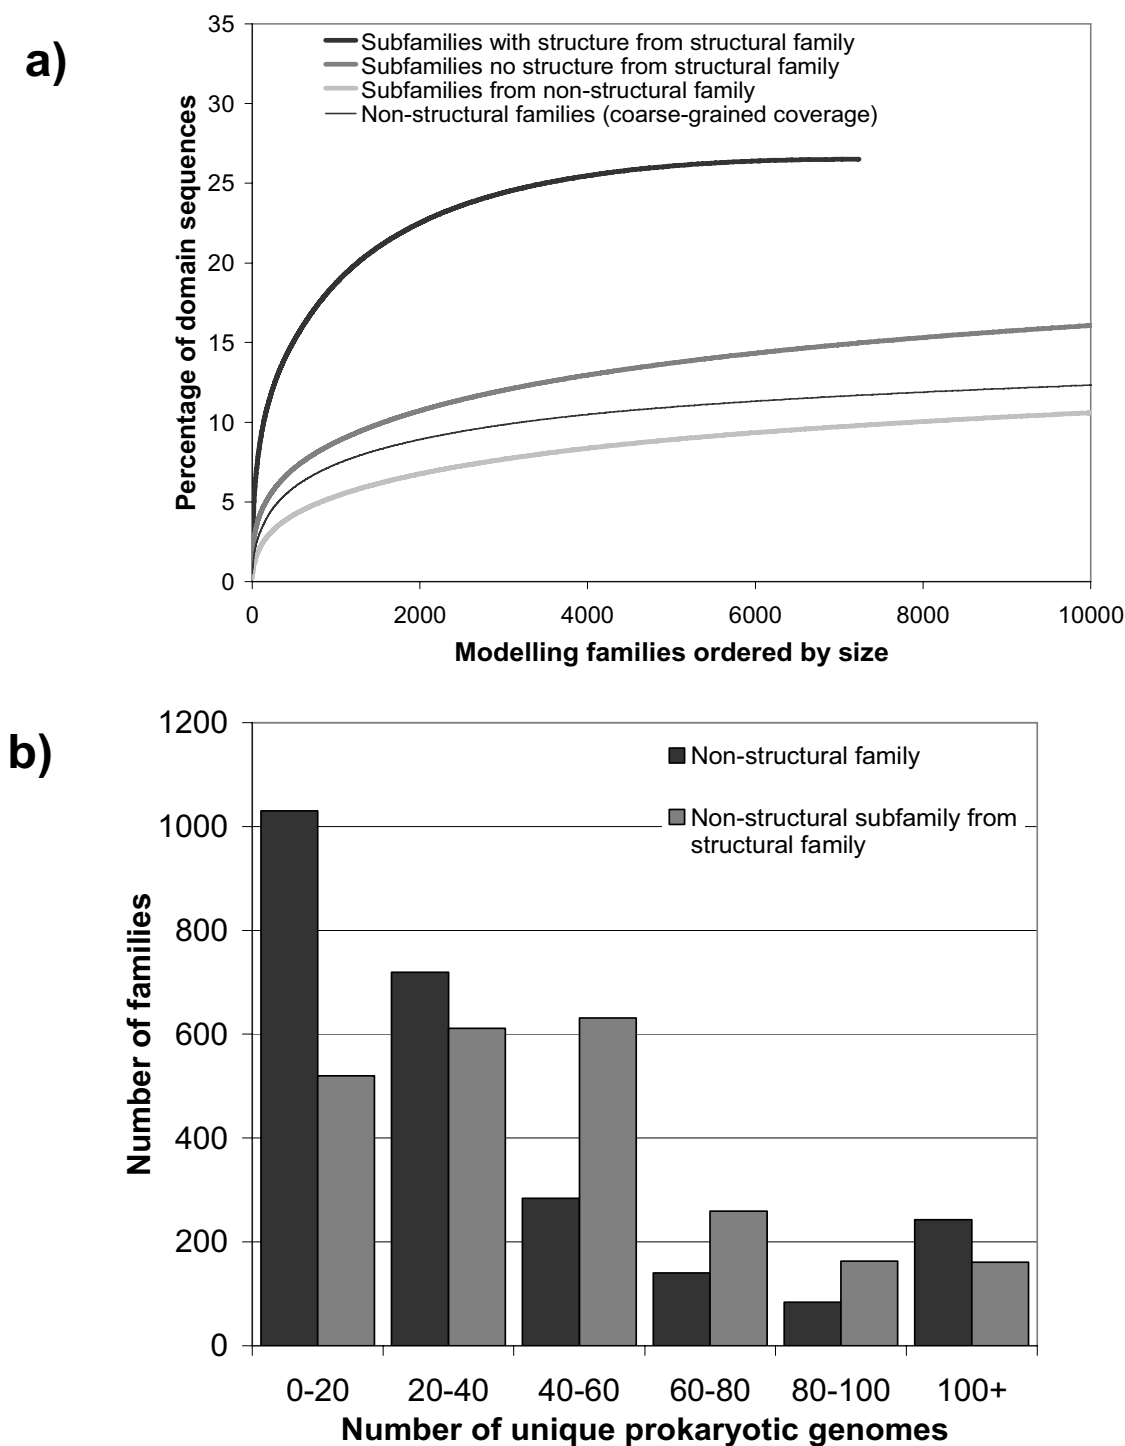 a)
Subfamilies with structure from structural family
Subfamilies no structure from structural family
Subfamilies from non-structural family
Non-structural families (coarse-grained coverage)
Percentage of domain sequences
35
30
25
20
15
10
5
0
0 2000 4000 6000 8000 10000
Modelling families ordered by size
b)
Non-structural family
Non-structural subfamily from
structural family
Number of families
1200
1000
800
600
400
200
0
0-20 20-40 40-60 60-80 80-100 100+
Number of unique prokaryotic genomes